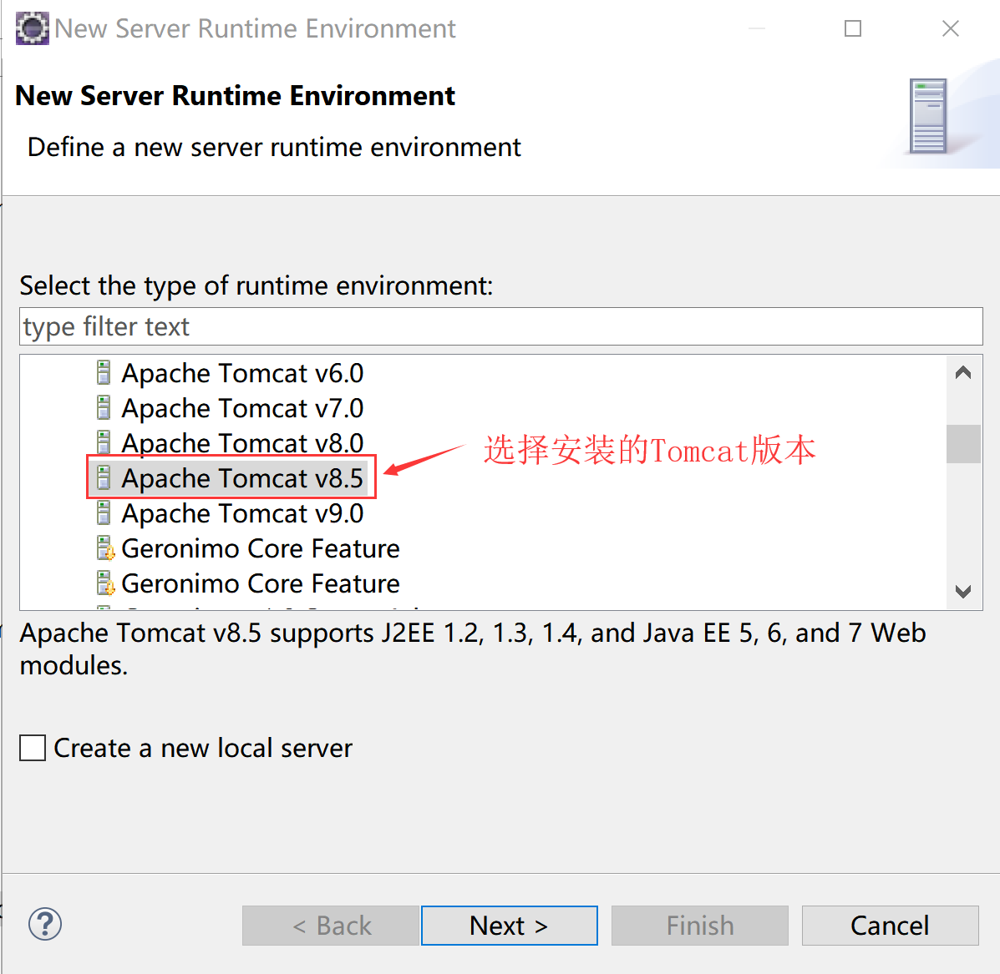 New Server Runtime Environment
New Server Runtime Environment
Define a new server runtime environment
Select the type of runtime environment:
type filter text
Apache Tomcat v6.0
Apache Tomcat v7.0
Apache Tomcat v8.0
选择安装的Tomcat版本
Apache Tomcat v8.5
Apache Tomcat v9.0
Geronimo Core Feature
Geronimo Core Feature
Apache Tomcat v8.5 supports J2EE 1.2, 1.3, 1.4, and Java EE 5, 6, and 7 Web
modules.
Create a new local server
?
< Back
Next >
Finish
Cancel